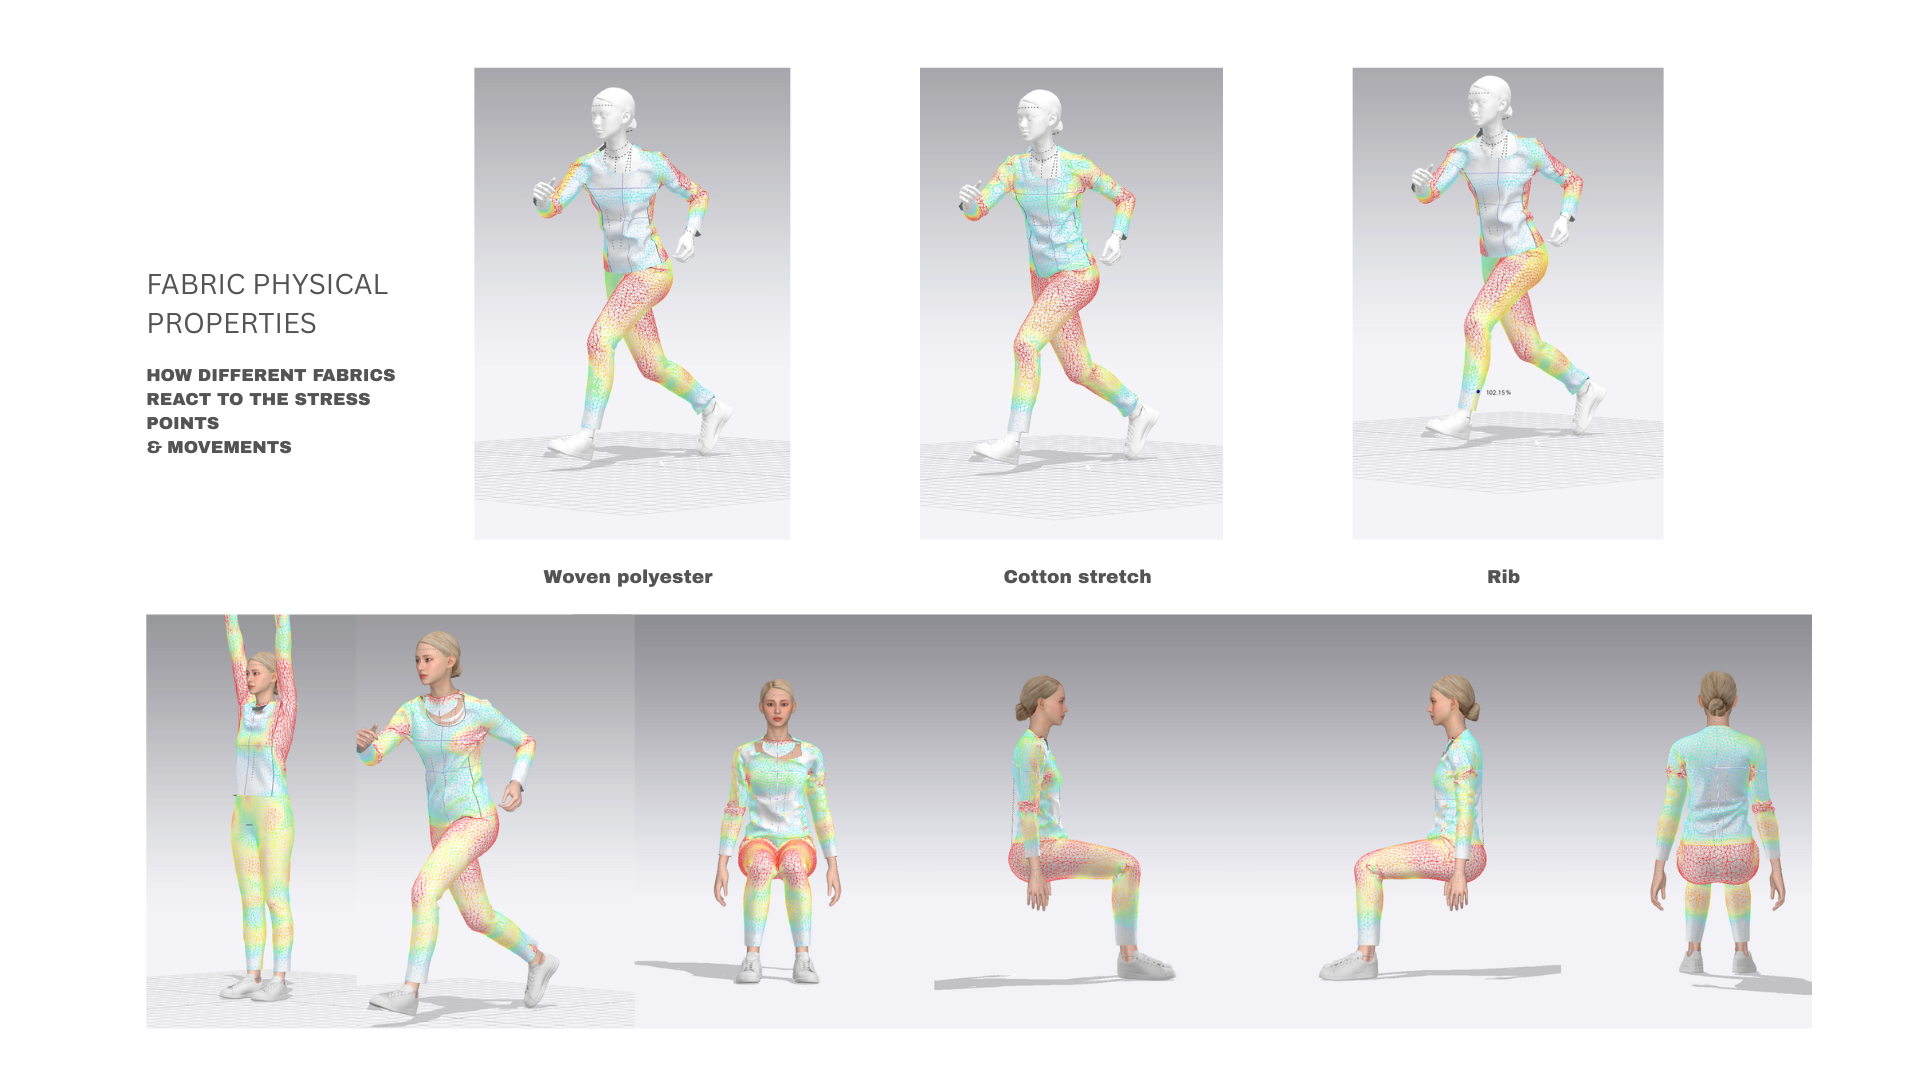 FABRIC PHYSICAL
PROPERTIES
HOW DIFFERENT FABRICS
REACT TO THE STRESS
POINTS
& MOVEMENTS
102.15%
Woven polyester
Cotton stretch
Rib